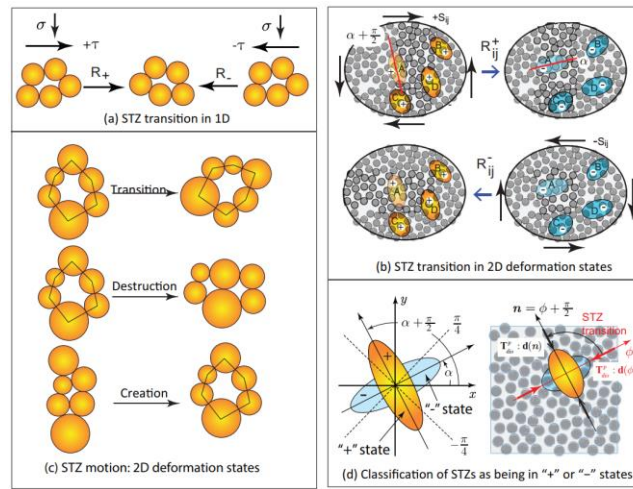 σ
+τ
σ
-τ
R+
R-
(a) STZ transition in 1D
Transition
Destruction
Creation
(c) STZ motion: 2D deformation states
+Sij
α + π/2
A
B
C
D
+
R+ij
A
B
C
D
α
-
R-ij
-Sij
A
B
C
D
+
A
B
C
D
-
(b) STZ transition in 2D deformation states
y
α + π/2
π/4
+
-
α
x
"-" state
"+" state
-π/4
n = ϕ + π/2
STZ
transition
: d(n)
ϕ
: d(ϕ
(d) Classification of STZs as being in "+" or "-" states